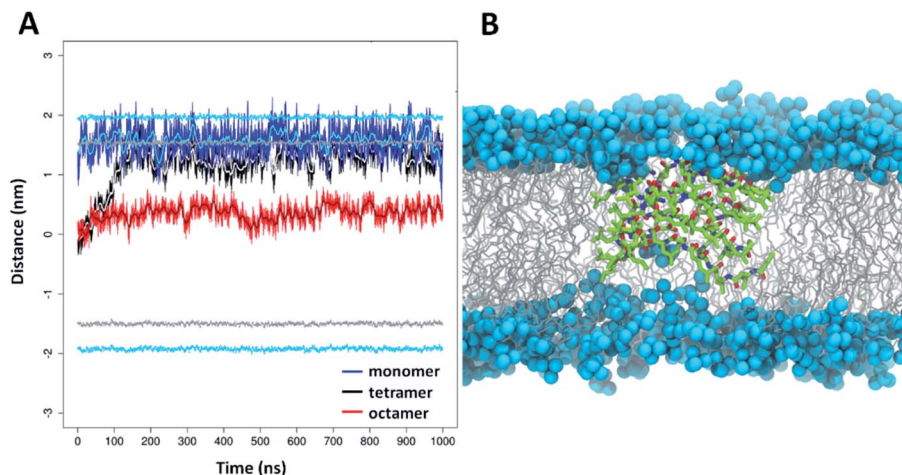 A
B
3
2
1
0
-1
-2
-3
Distance (nm)
monomer
tetramer
octamer
0 100 200 300 400 500 600 700 800 900 1000
Time (ns)